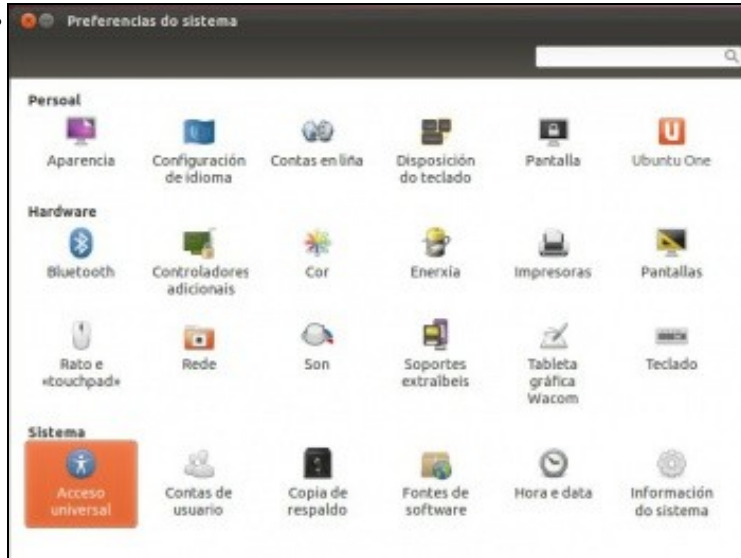 Preferencias do sistema
Persoal
Aparencia
Configuración
de idioma
Contas en liña
Disposición
do teclado
Pantalla
Ubuntu One
Hardware
Bluetooth
Controladores
adicionais
Cor
Enerxía
Impresoras
Pantallas
Rato e
«touchpad»
Rede
Son
Soportes
extraíbeis
Tableta
gráfica
Wacom
Teclado
Sistema
Acceso
universal
Contas de
usuario
Copia de
respaldo
Fontes de
software
Hora e data
Información
do sistema